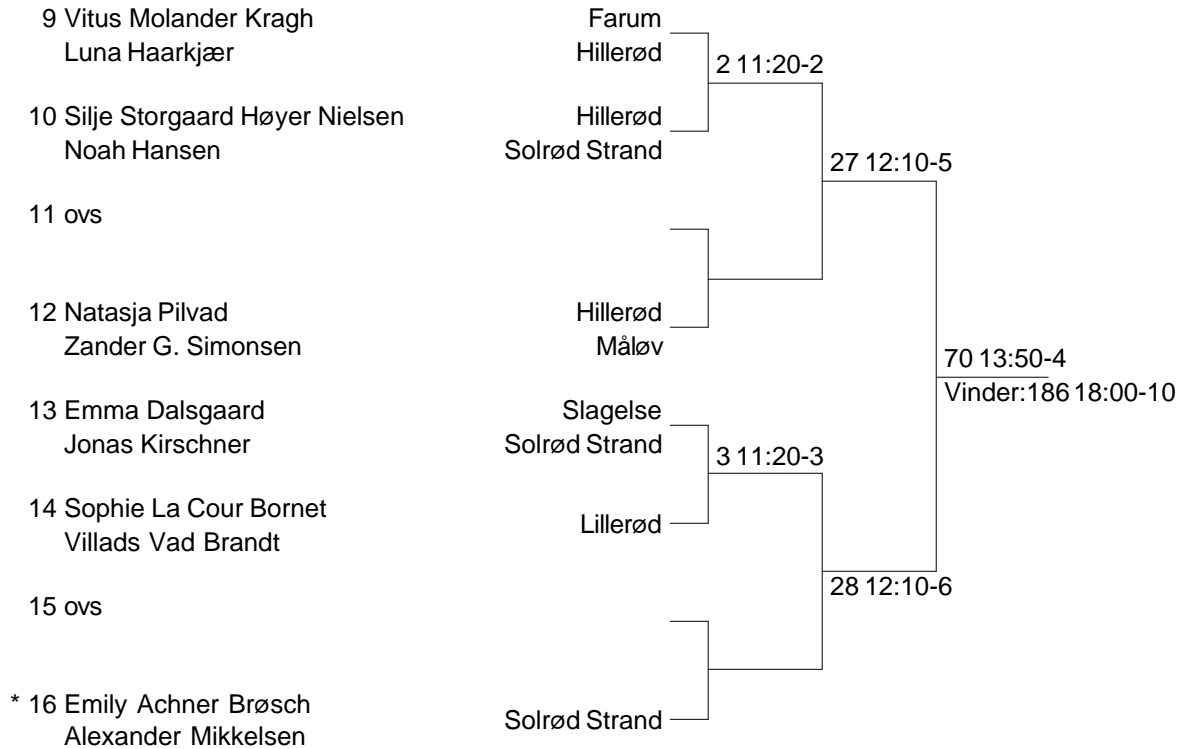 9 Vitus Molander Kragh Farum
Luna Haarkjær Hillerød
2 11:20-2
10 Silje Storgaard Høyer Nielsen Hillerød
Noah Hansen Solrød Strand
27 12:10-5
11 ovs
12 Natasja Pilvad Hillerød
Zander G. Simonsen Måløv
70 13:50-4
Vinder:186 18:00-10
13 Emma Dalsgaard Slagelse
Jonas Kirschner Solrød Strand
3 11:20-3
14 Sophie La Cour Bornet
Lillerød
Villads Vad Brandt
28 12:10-6
15 ovs
* 16 Emily Achner Brøsch
Solrød Strand
Alexander Mikkelsen